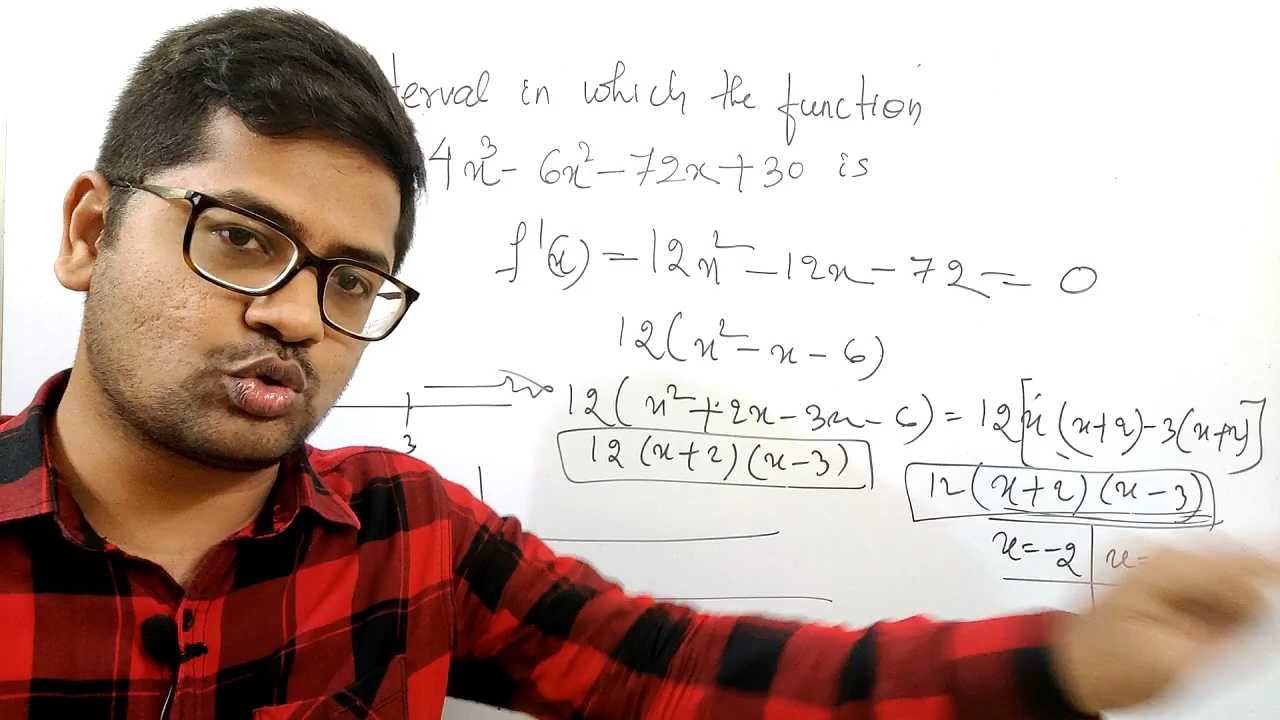 terval in which the function
4x³ - 6x² - 72x + 30 is
f'(x) = 12x² - 12x - 72 = 0
12(x² - x - 6)
12(x² + 2x - 3x - 6) = 12[x(x+2) - 3(x+2)]
3
12(x+2)(x-3)
12(x+2)(x-3)
x = -2 | x =